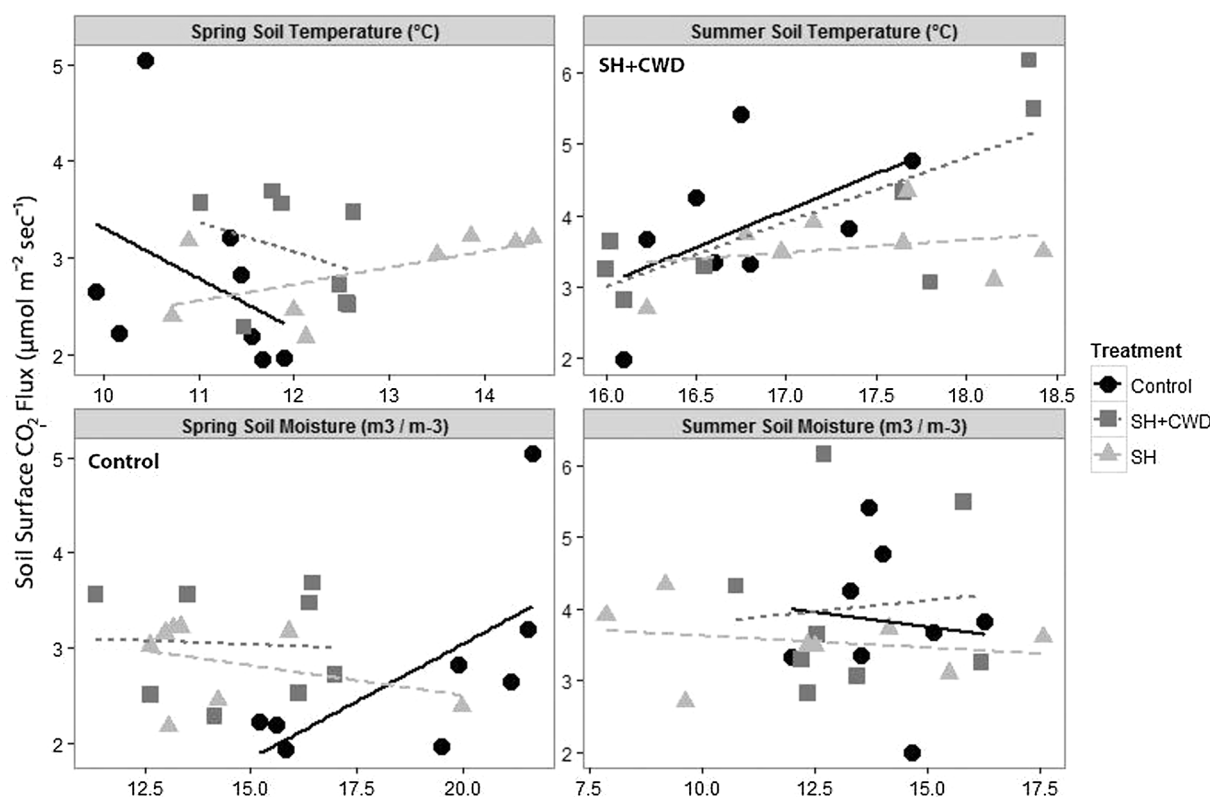 Spring Soil Temperature (°C)
Summer Soil Temperature (°C)
SH+CWD
5
4
3
2
6
5
4
3
2
10 11 12 13 14
16.0 16.5 17.0 17.5 18.0 18.5
Soil Surface CO₂ Flux (µmol m⁻² sec⁻¹)
Spring Soil Moisture (m3 / m-3)
Summer Soil Moisture (m3 / m-3)
Control
5
4
3
2
6
5
4
3
2
12.5 15.0 17.5 20.0
7.5 10.0 12.5 15.0 17.5
Treatment
Control
SH+CWD
SH